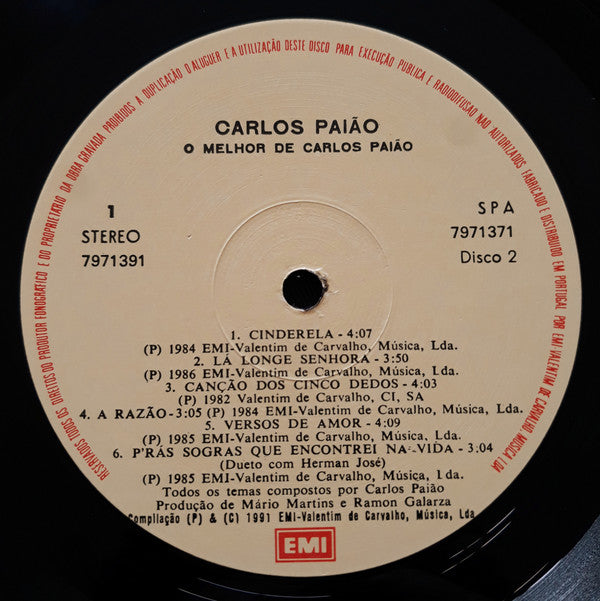 RESERVADOS TODOS OS DIREITOS DO PRODUTOR FONOGRÁFICO E DO PROPRIETÁRIO DA OBRA GRAVADA PROIBIDOS A DUPLICAÇÃO O ALUGUER E A UTILIZAÇÃO DESTE DISCO PARA EXECUÇÃO PUBLICA E RADIODIFUSÃO NÃO AUTORIZADOS FABRICADO E DISTRIBUIDO EM PORTUGAL POR EMI-VALENTIM DE CARVALHO, MÚSICA LDA
CARLOS PAIÃO
O MELHOR DE CARLOS PAIÃO
1
STEREO
7971391
SPA
7971371
Disco 2
1. CINDERELA - 4:07
(P) 1984 EMI-Valentim de Carvalho, Música, Lda.
2. LÁ LONGE SENHORA - 3:50
(P) 1986 EMI-Valentim de Carvalho, Música, Lda.
3. CANÇÃO DOS CINCO DEDOS - 4:03
(P) 1982 Valentim de Carvalho, CI, SA
4. A RAZÃO - 3:05 (P) 1984 EMI-Valentim de Carvalho, Música, Lda.
5. VERSOS DE AMOR - 4:09
(P) 1985 EMI-Valentim de Carvalho, Música, Lda.
6. P'RÁS SOGRAS QUE ENCONTREI NA VIDA - 3:04
(Dueto com Herman José)
(P) 1985 EMI-Valentim de Carvalho, Música, Lda.
Todos os temas compostos por Carlos Paião
Produção de Mário Martins e Ramon Galarza
Compilação (P) & (C) 1991 EMI-Valentim de Carvalho, Música, Lda
EMI